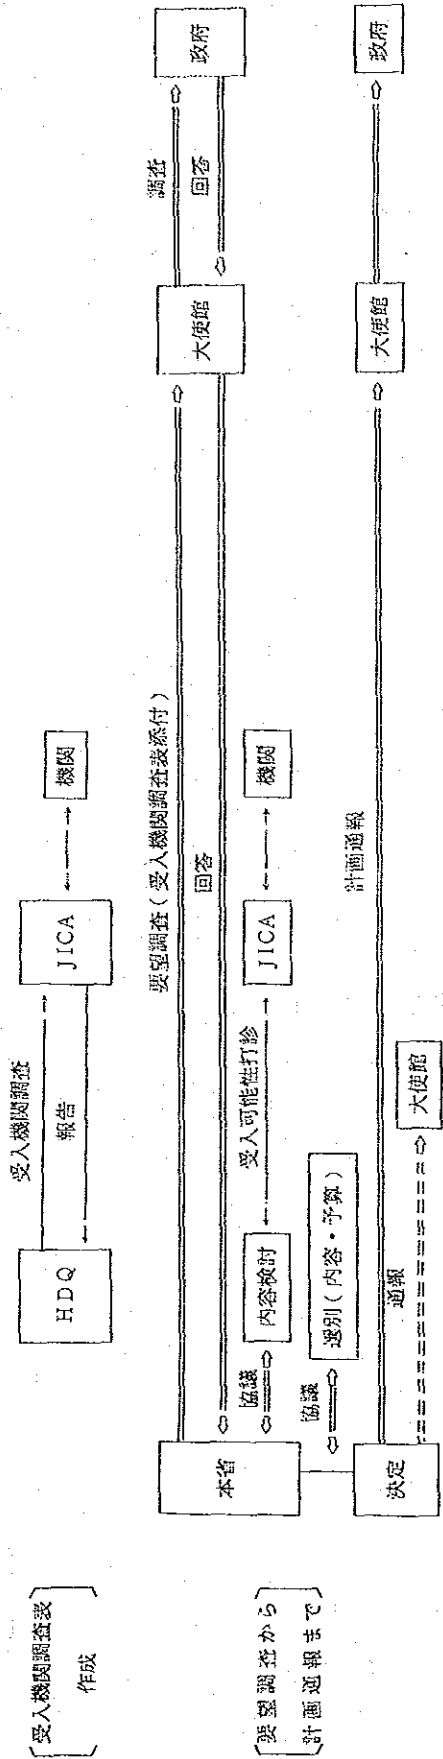 〔受入機関調査表
作成〕
HDQ
受入機関調査
報告
JICA
機関
〔要望調査から
計画通報まで〕
本省
要望調査(受入機関調査表添付)
回答
大使館
調査
回答
政府
協議
内容検討
受入可能性打診
JICA
機関
協議
選別(内容・予算)
決定
計画通報
大使館
政府
通報
大使館